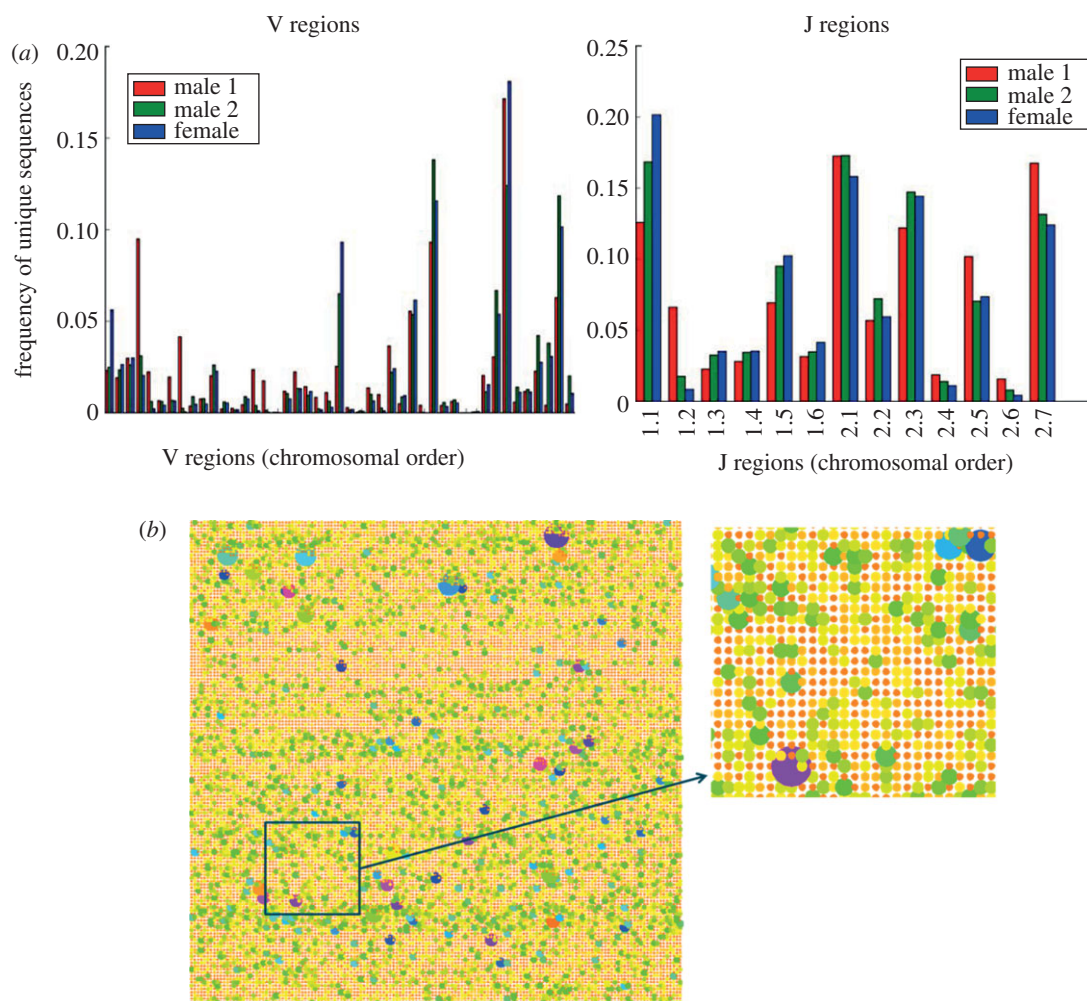 V regions
J regions
(a)
frequency of unique sequences
0.20
0.15
0.10
0.05
0
male 1
male 2
female
V regions (chromosomal order)
0.25
0.20
0.15
0.10
0.05
0
male 1
male 2
female
1.1
1.2
1.3
1.4
1.5
1.6
2.1
2.2
2.3
2.4
2.5
2.6
2.7
J regions (chromosomal order)
(b)